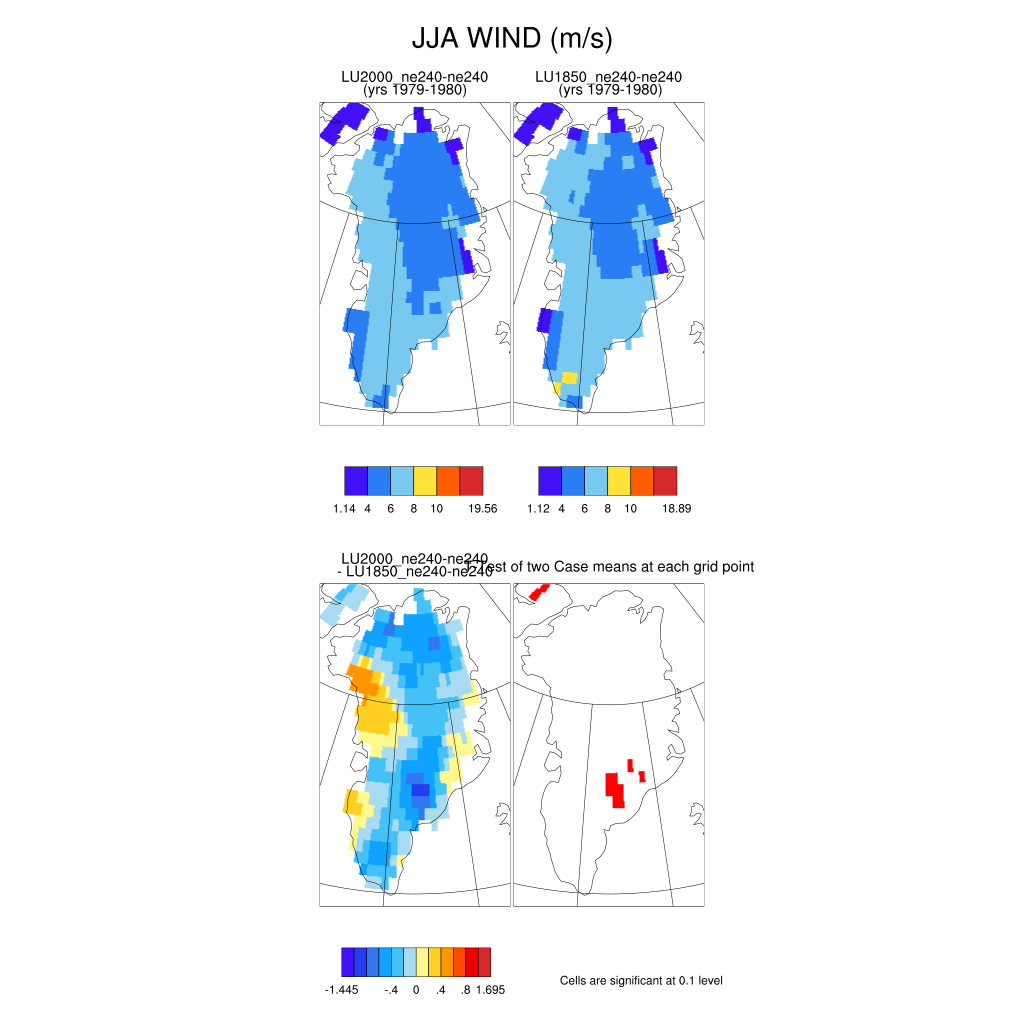 JJA WIND (m/s)
LU2000_ne240-ne240
(yrs 1979-1980)
LU1850_ne240-ne240
(yrs 1979-1980)
1.14 4 6 8 10 19.56
1.12 4 6 8 10 18.89
LU2000_ne240-ne240
- LU1850_ne240-ne240
T-Test of two Case means at each grid point
-1.445 -.4 0 .4 .8 1.695
Cells are significant at 0.1 level